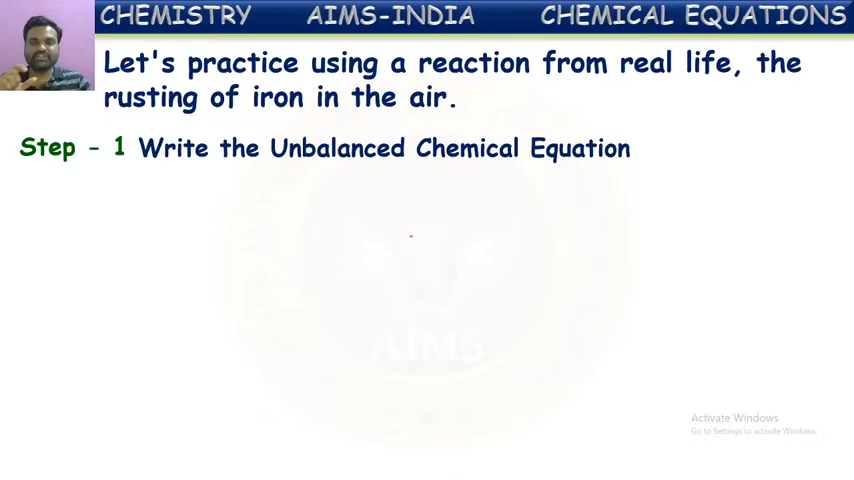 CHEMISTRY AIMS-INDIA CHEMICAL EQUATIONS
Let's practice using a reaction from real life, the
rusting of iron in the air.
Step - 1 Write the Unbalanced Chemical Equation
AIMS
Activate Windows
Go to Settings to activate Windows.